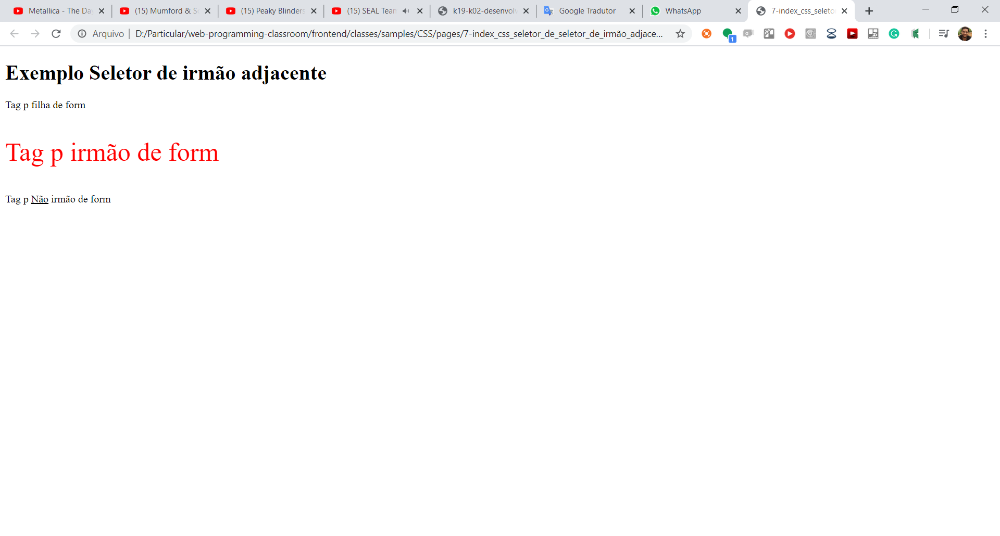 Metallica - The Da
(15) Mumford & S
(15) Peaky Blinders
(15) SEAL Tean
k19-k02-desenvol
Google Tradutor
WhatsApp
7-index_css_seleto
Arquivo
D:/Particular/web-programming-classroom/frontend/classes/samples/CSS/pages/7-index_css_seletor_de_seletor_de_irmão_adjace...
1
Exemplo Seletor de irmão adjacente
Tag p filha de form
Tag p irmão de form
Tag p Não irmão de form